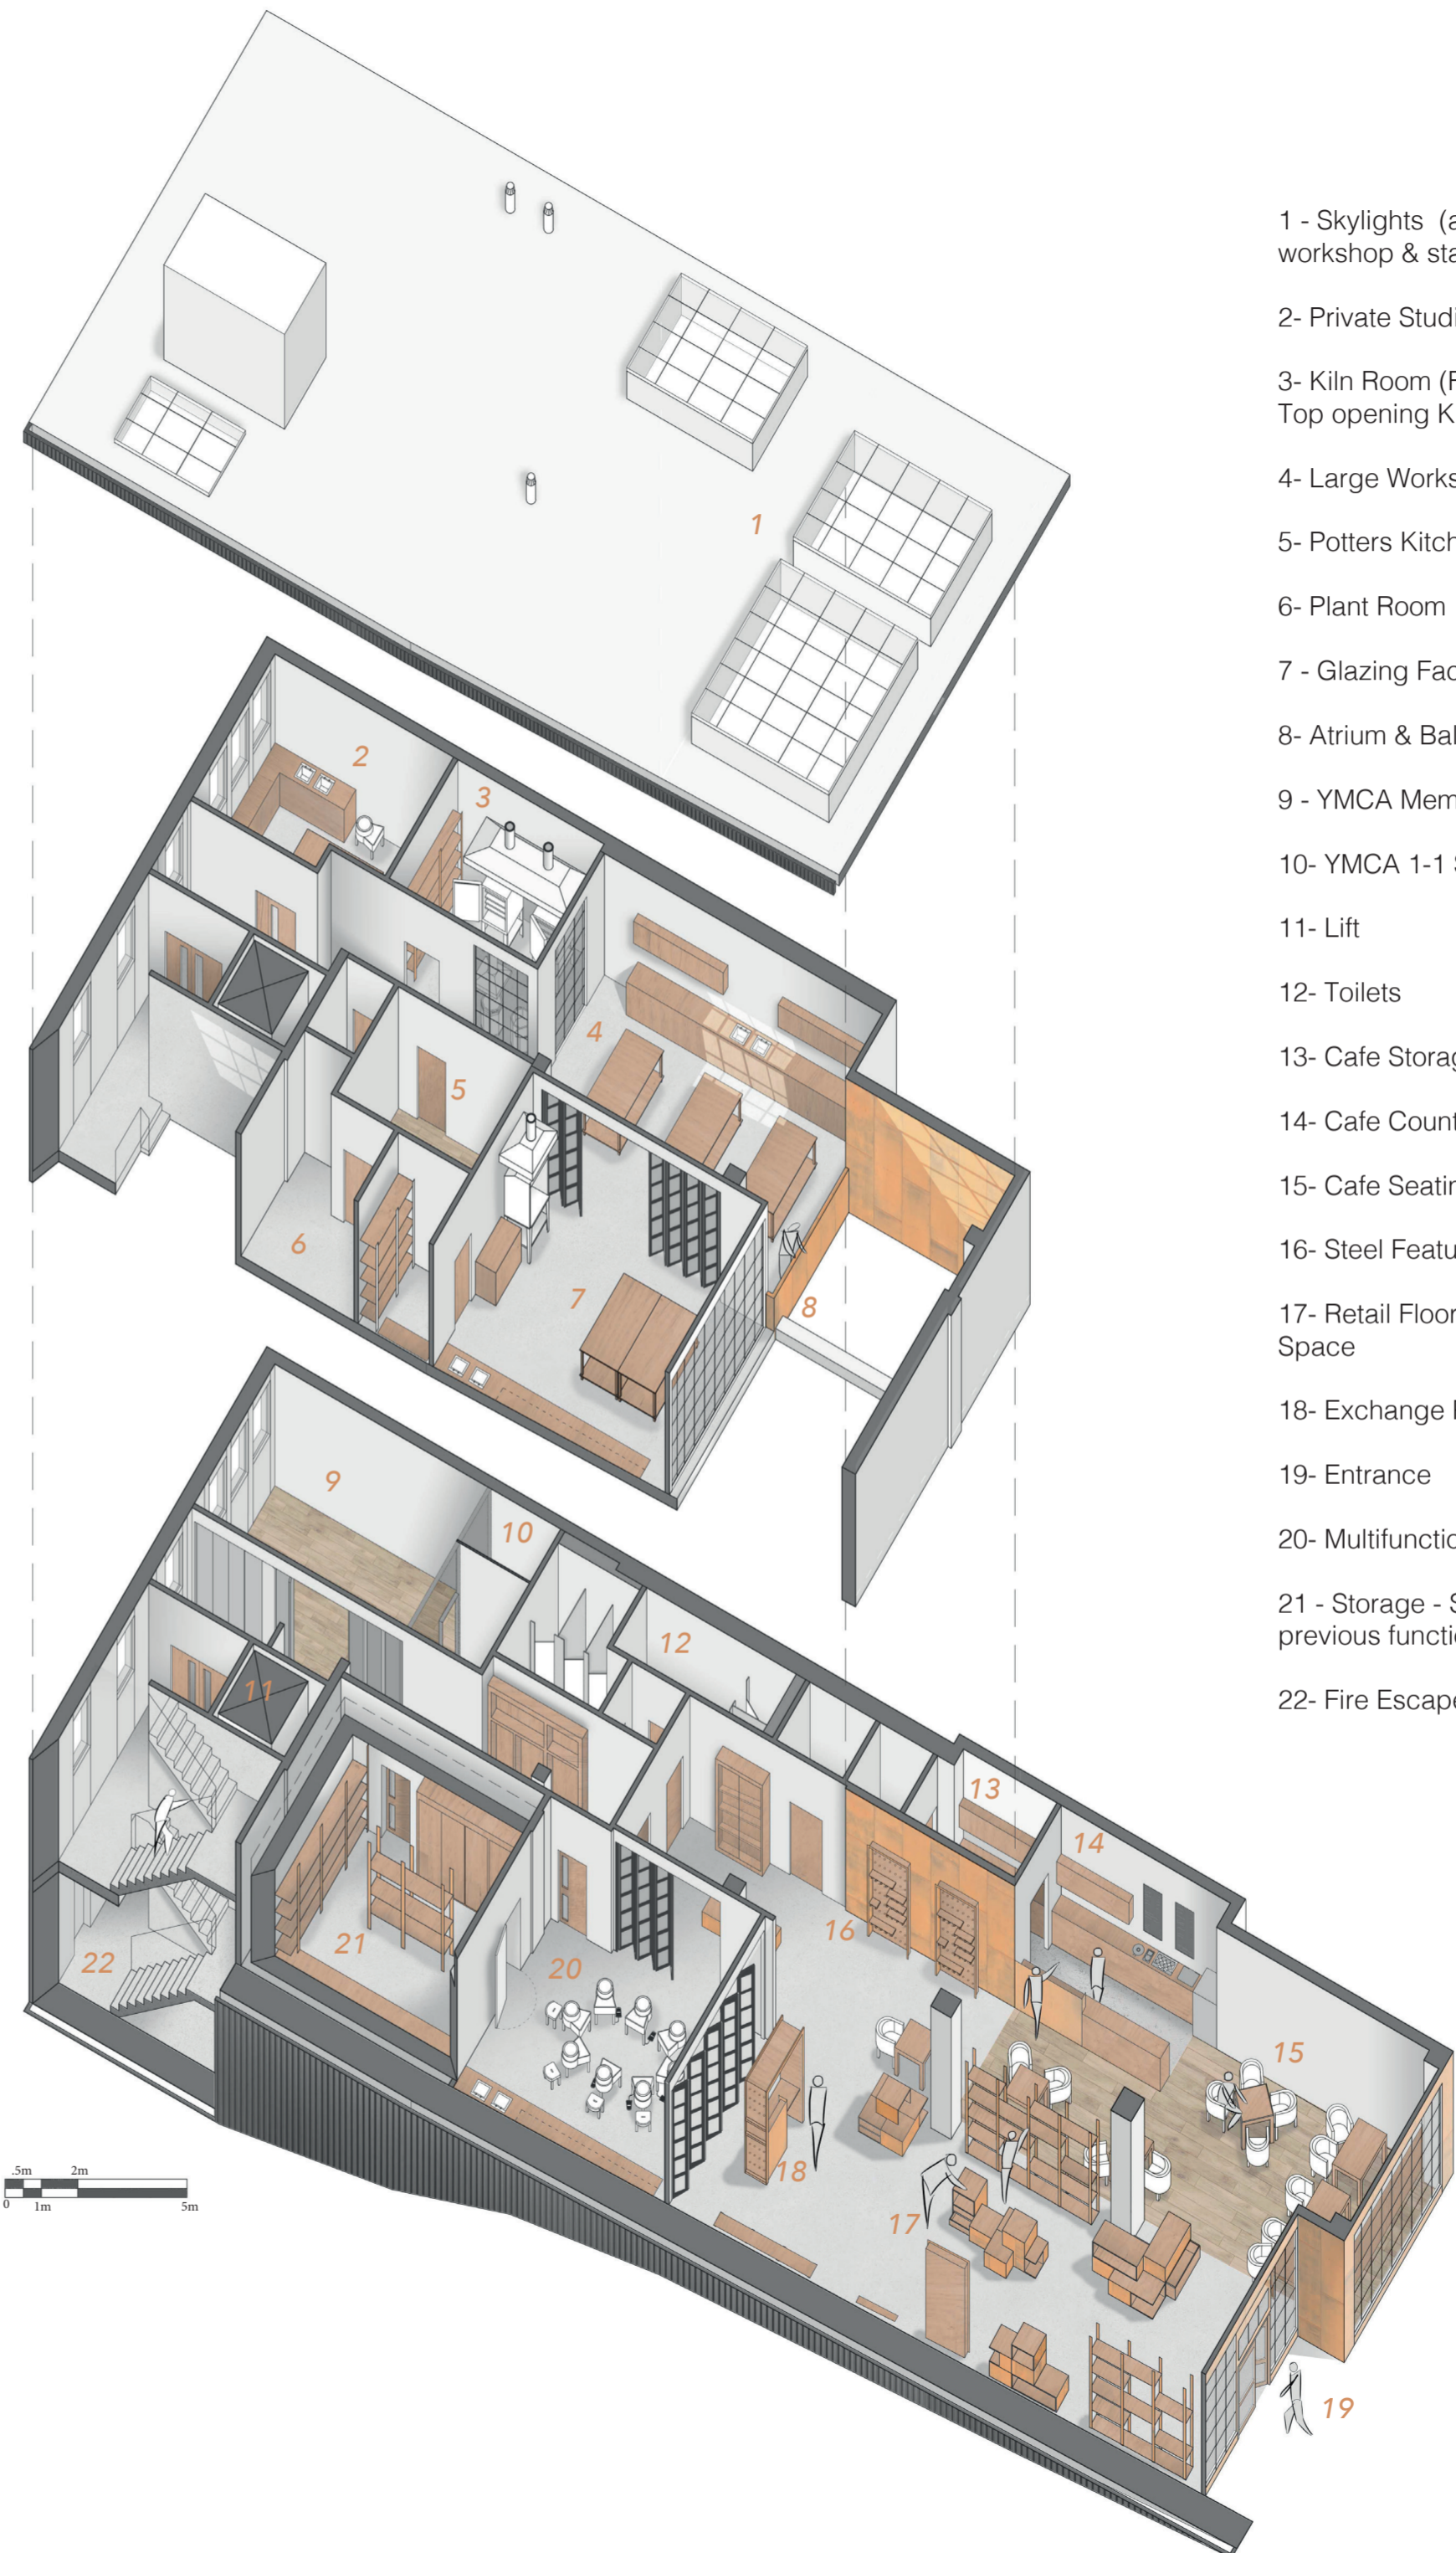 1 - Skylights (a
workshop & sta
2- Private Studi
3- Kiln Room (F
Top opening K
4- Large Works
5- Potters Kitch
6- Plant Room
7 - Glazing Fac
8- Atrium & Bal
9 - YMCA Mem
10- YMCA 1-1 S
11- Lift
12- Toilets
13- Cafe Storag
14- Cafe Count
15- Cafe Seatin
16- Steel Featu
17- Retail Floor
Space
18- Exchange
19- Entrance
20- Multifunctio
21 - Storage - S
previous functio
22- Fire Escape
1
2
3
4
5
6
7
8
9
10
11
12
13
14
15
16
17
18
19
20
21
22
.5m 2m
0 1m 5m